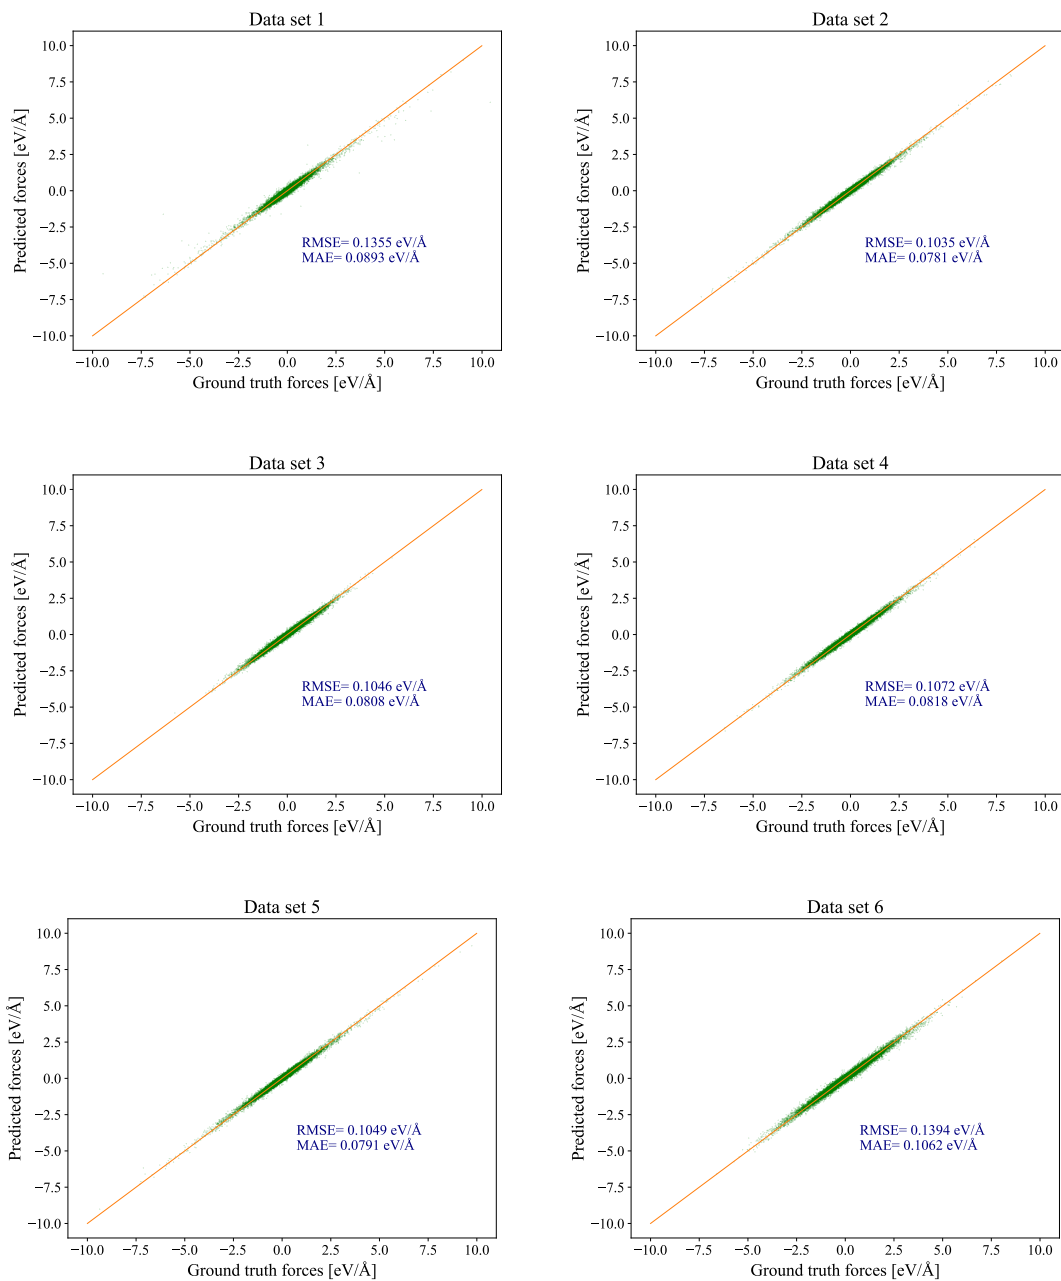 Data set 1
10.0
7.5
5.0
2.5
0.0
−2.5
−5.0
−7.5
−10.0
Predicted forces [eV/Å]
RMSE= 0.1355 eV/Å
MAE= 0.0893 eV/Å
−10.0 −7.5 −5.0 −2.5 0.0 2.5 5.0 7.5 10.0
Ground truth forces [eV/Å]
Data set 2
10.0
7.5
5.0
2.5
0.0
−2.5
−5.0
−7.5
−10.0
Predicted forces [eV/Å]
RMSE= 0.1035 eV/Å
MAE= 0.0781 eV/Å
−10.0 −7.5 −5.0 −2.5 0.0 2.5 5.0 7.5 10.0
Ground truth forces [eV/Å]
Data set 3
10.0
7.5
5.0
2.5
0.0
−2.5
−5.0
−7.5
−10.0
Predicted forces [eV/Å]
RMSE= 0.1046 eV/Å
MAE= 0.0808 eV/Å
−10.0 −7.5 −5.0 −2.5 0.0 2.5 5.0 7.5 10.0
Ground truth forces [eV/Å]
Data set 4
10.0
7.5
5.0
2.5
0.0
−2.5
−5.0
−7.5
−10.0
Predicted forces [eV/Å]
RMSE= 0.1072 eV/Å
MAE= 0.0818 eV/Å
−10.0 −7.5 −5.0 −2.5 0.0 2.5 5.0 7.5 10.0
Ground truth forces [eV/Å]
Data set 5
10.0
7.5
5.0
2.5
0.0
−2.5
−5.0
−7.5
−10.0
Predicted forces [eV/Å]
RMSE= 0.1049 eV/Å
MAE= 0.0791 eV/Å
−10.0 −7.5 −5.0 −2.5 0.0 2.5 5.0 7.5 10.0
Ground truth forces [eV/Å]
Data set 6
10.0
7.5
5.0
2.5
0.0
−2.5
−5.0
−7.5
−10.0
Predicted forces [eV/Å]
RMSE= 0.1394 eV/Å
MAE= 0.1062 eV/Å
−10.0 −7.5 −5.0 −2.5 0.0 2.5 5.0 7.5 10.0
Ground truth forces [eV/Å]